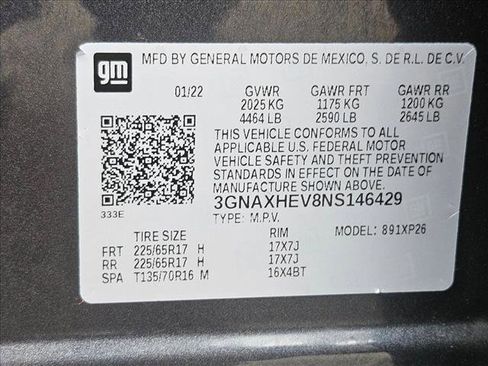 gm
MFD BY GENERAL MOTORS DE MEXICO, S. DE R.L. DE C.V.
01/22 GVWR GAWR FRT GAWR RR
2025 KG 1175 KG 1200 KG
4464 LB 2590 LB 2645 LB
THIS VEHICLE CONFORMS TO ALL
APPLICABLE U.S. FEDERAL MOTOR
VEHICLE SAFETY AND THEFT PREVENTION
STANDARDS IN EFFECT ON THE DATE OF
MANUFACTURE SHOWN ABOVE.
333E
3GNAXHEV8NS146429
TYPE: M.P.V.
TIRE SIZE RIM MODEL: 891XP26
FRT 225/65R17 H 17X7J
RR 225/65R17 H 17X7J
SPA T135/70R16 M 16X4BT